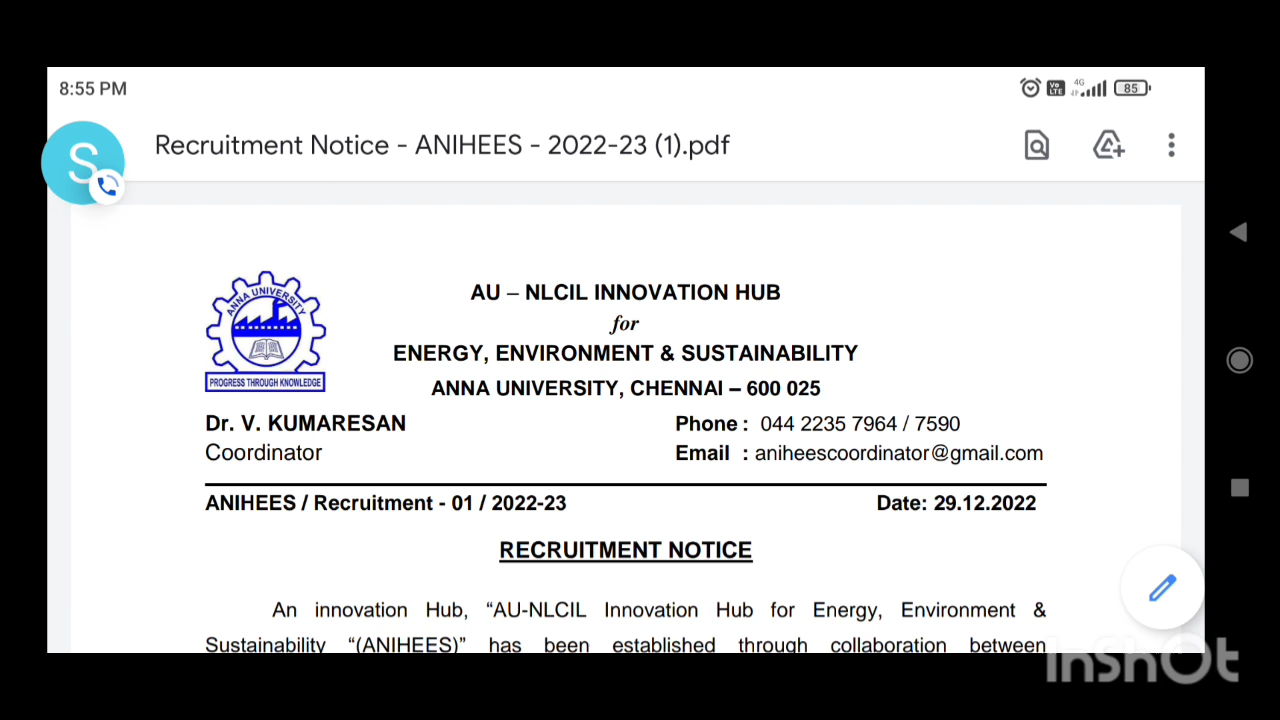 8:55 PM
4G
Vo LTE
85
S
Recruitment Notice - ANIHEES - 2022-23 (1).pdf
ANNA UNIVERSITY
PROGRESS THROUGH KNOWLEDGE
AU – NLCIL INNOVATION HUB
for
ENERGY, ENVIRONMENT & SUSTAINABILITY
ANNA UNIVERSITY, CHENNAI – 600 025
Dr. V. KUMARESAN
Phone : 044 2235 7964 / 7590
Coordinator
Email : aniheescoordinator@gmail.com
ANIHEES / Recruitment - 01 / 2022-23
Date: 29.12.2022
RECRUITMENT NOTICE
An innovation Hub, “AU-NLCIL Innovation Hub for Energy, Environment &
Sustainability “(ANIHEES)” has been established through collaboration between
InShOt